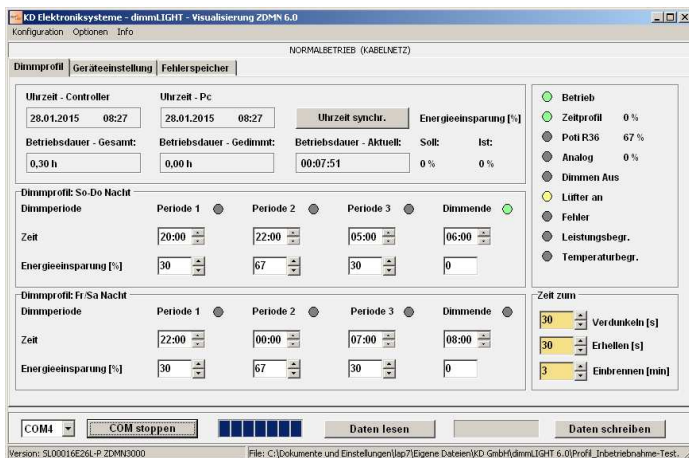 KD Elektroniksysteme - dimmLIGHT - Visualisierung ZDMN 6.0
Konfiguration Optionen Info
NORMALBETRIEB (KABELNETZ)
Dimmprofil Geräteeinstellung Fehlerspeicher
Uhrzeit - Controller Uhrzeit - Pc
28.01.2015 08:27 28.01.2015 08:27 Uhrzeit synchr. Energieeinsparung [%]
Betriebsdauer - Gesamt: Betriebsdauer - Gedimmt: Betriebsdauer - Aktuell: Soll: Ist:
0,30 h 0,00 h 00:07:51 0 % 0 %
Betrieb
Zeitprofil 0 %
Poti R36 67 %
Analog 0 %
Dimmen Aus
Lüfter an
Fehler
Leistungsbegr.
Temperaturbegr.
Dimmprofil: So-Do Nacht
Dimmperiode Periode 1 Periode 2 Periode 3 Dimmende
Zeit 20:00 22:00 05:00 06:00
Energieeinsparung [%] 30 67 30 0
Dimmprofil: Fr/Sa Nacht
Dimmperiode Periode 1 Periode 2 Periode 3 Dimmende
Zeit 22:00 00:00 07:00 08:00
Energieeinsparung [%] 30 67 30 0
Zeit zum
30 Verdunkeln [s]
30 Erhellen [s]
3 Einbrennen [min]
COM4 COM stoppen Daten lesen Daten schreiben
Version: SL00016E26L-P ZDMN3000 File: C:\Dokumente und Einstellungen\lap7\Eigene Dateien\KD GmbH\dimmLIGHT 6.0\Profil_Inbetriebnahme-Test.